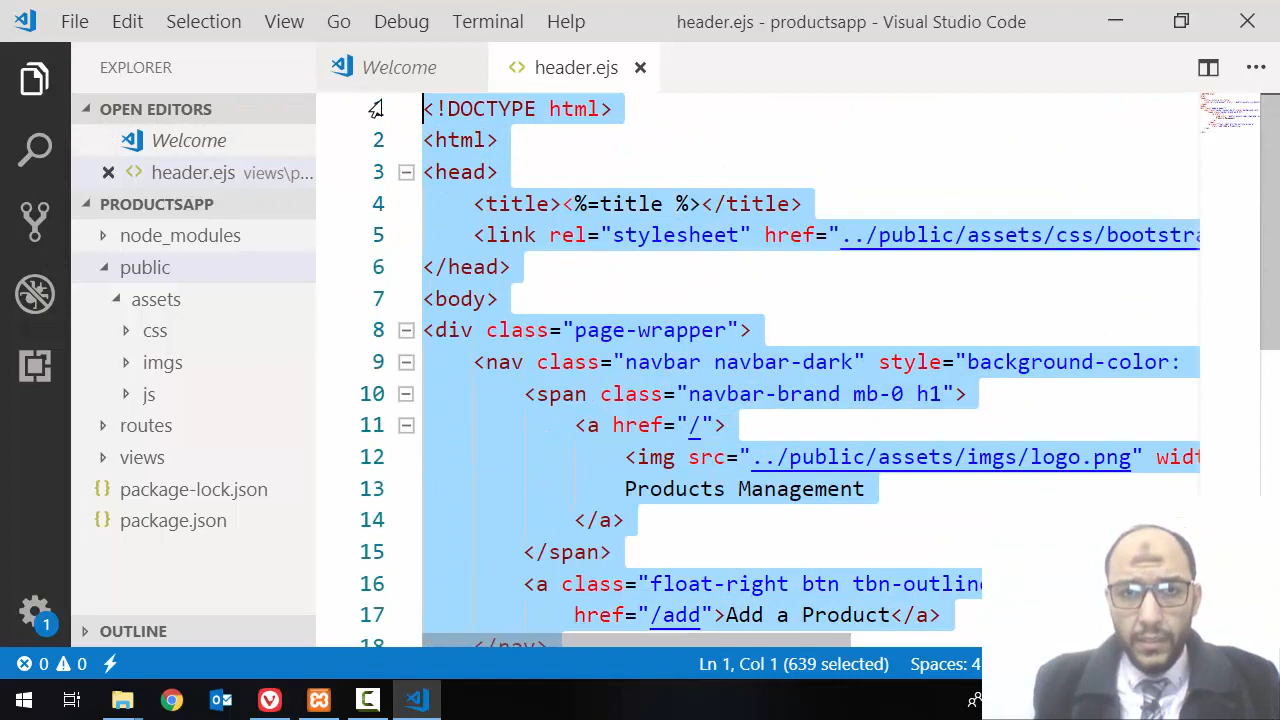 File Edit Selection View Go Debug Terminal Help header.ejs - productsapp - Visual Studio Code
EXPLORER Welcome header.ejs
OPEN EDITORS
Welcome
header.ejs views\p...
PRODUCTSAPP
node_modules
public
assets
css
imgs
js
routes
views
package-lock.json
package.json
OUTLINE
1 <!DOCTYPE html>
2 <html>
3 <head>
4 <title><%=title %></title>
5 <link rel="stylesheet" href="../public/assets/css/bootstra
6 </head>
7 <body>
8 <div class="page-wrapper">
9 <nav class="navbar navbar-dark" style="background-color:
10 <span class="navbar-brand mb-0 h1">
11 <a href="/">
12 <img src="../public/assets/imgs/logo.png" widt
13 Products Management
14 </a>
15 </span>
16 <a class="float-right btn tbn-outlin
17 href="/add">Add a Product</a>
18 </nav>
1
0 0 Ln 1, Col 1 (639 selected) Spaces: 4